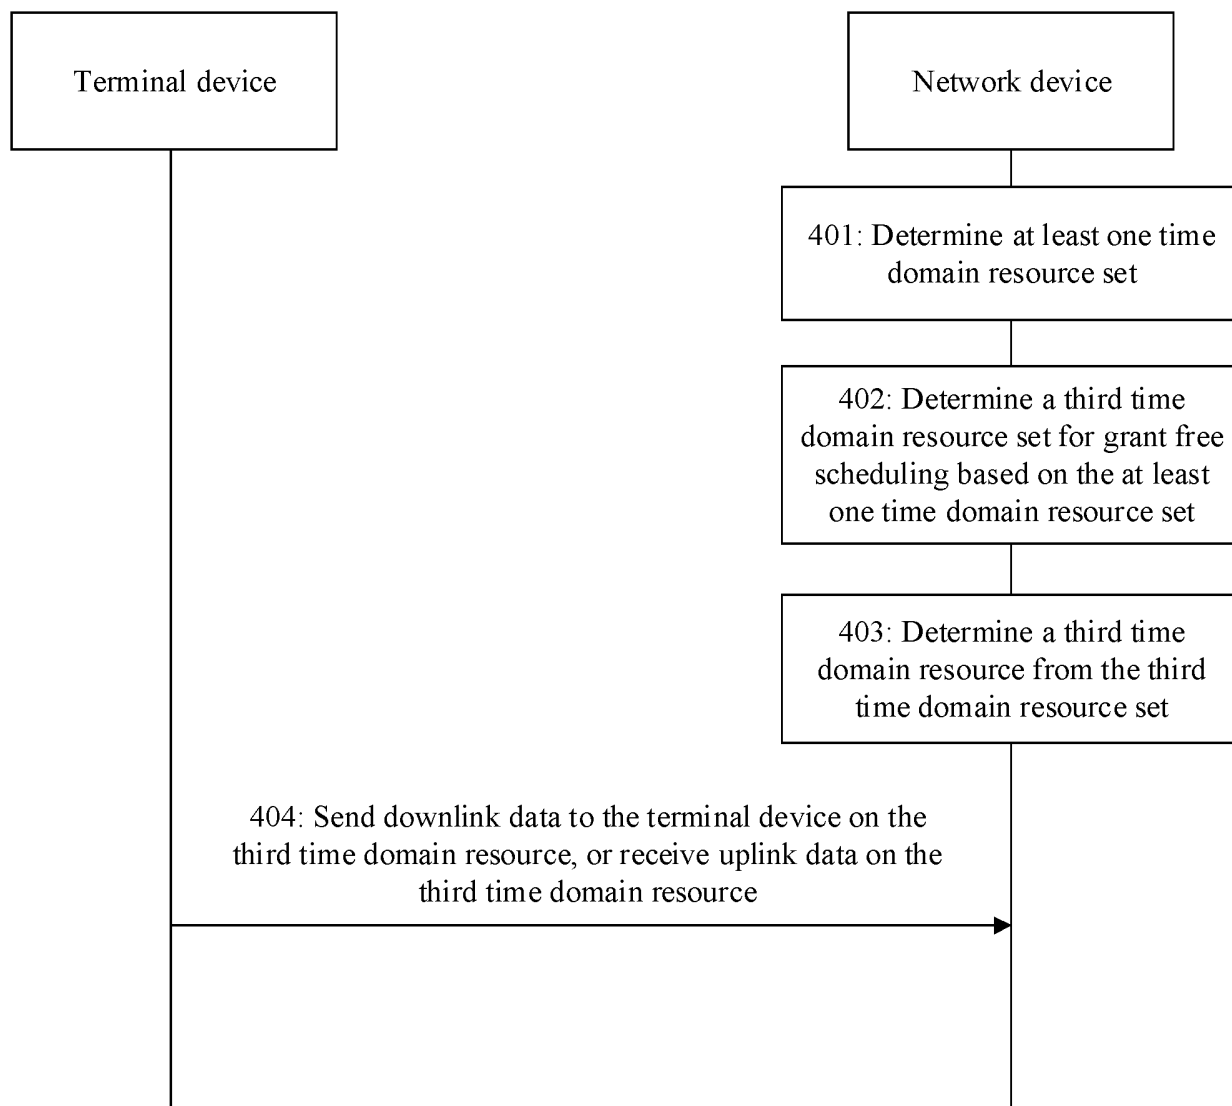 Terminal device
Network device
401: Determine at least one time
domain resource set
402: Determine a third time
domain resource set for grant free
scheduling based on the at least
one time domain resource set
403: Determine a third time
domain resource from the third
time domain resource set
404: Send downlink data to the terminal device on the
third time domain resource, or receive uplink data on the
third time domain resource